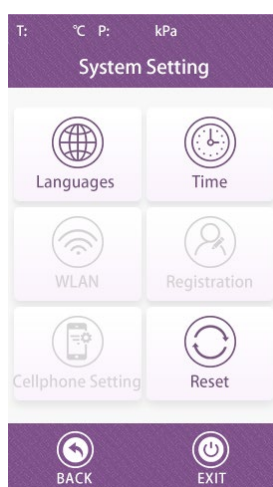 T: °C P: kPa
System Setting
Languages Time
WLAN Registration
Cellphone Setting Reset
BACK EXIT